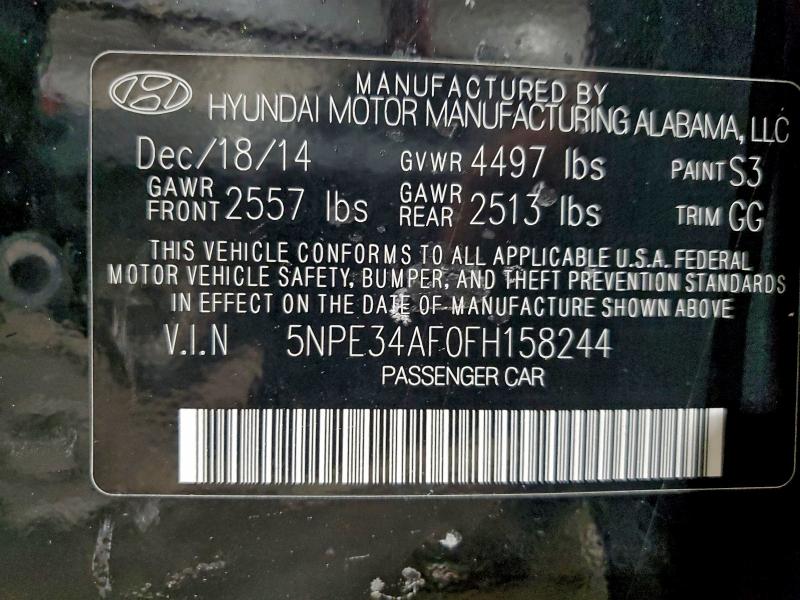 MANUFACTURED BY
HYUNDAI MOTOR MANUFACTURING ALABAMA, LLC
Dec/18/14 GVWR 4497 lbs PAINT S3
GAWR FRONT 2557 lbs GAWR REAR 2513 lbs TRIM GG
THIS VEHICLE CONFORMS TO ALL APPLICABLE U.S.A. FEDERAL
MOTOR VEHICLE SAFETY, BUMPER, AND THEFT PREVENTION STANDARDS
IN EFFECT ON THE DATE OF MANUFACTURE SHOWN ABOVE
V.I.N 5NPE34AF0FH158244
PASSENGER CAR